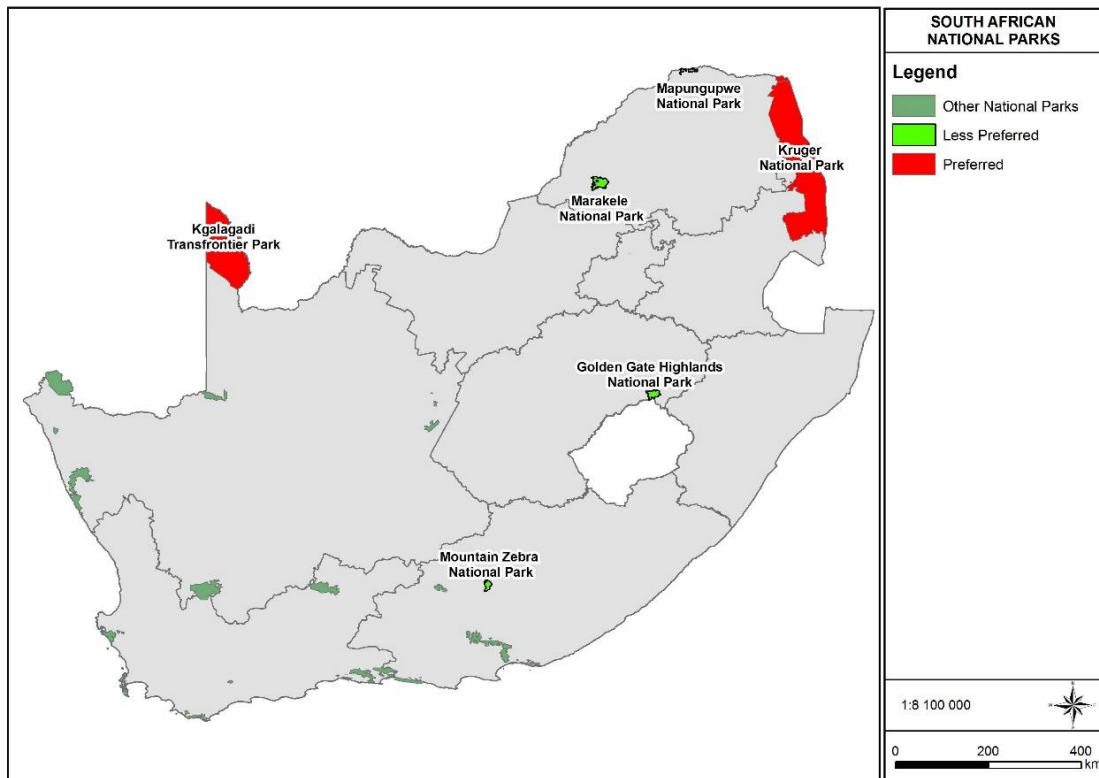 SOUTH AFRICAN
NATIONAL PARKS
Legend
Other National Parks
Less Preferred
Preferred
Mapungupwe
National Park
Kruger
National Park
Marakele
National Park
Kgalagadi
Transfrontier Park
Golden Gate Highlands
National Park
Mountain Zebra
National Park
1:8 100 000
0 200 400
km